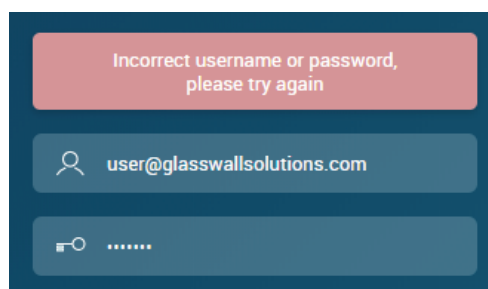 Incorrect username or password,
please try again
user@glasswallsolutions.com
•••••••